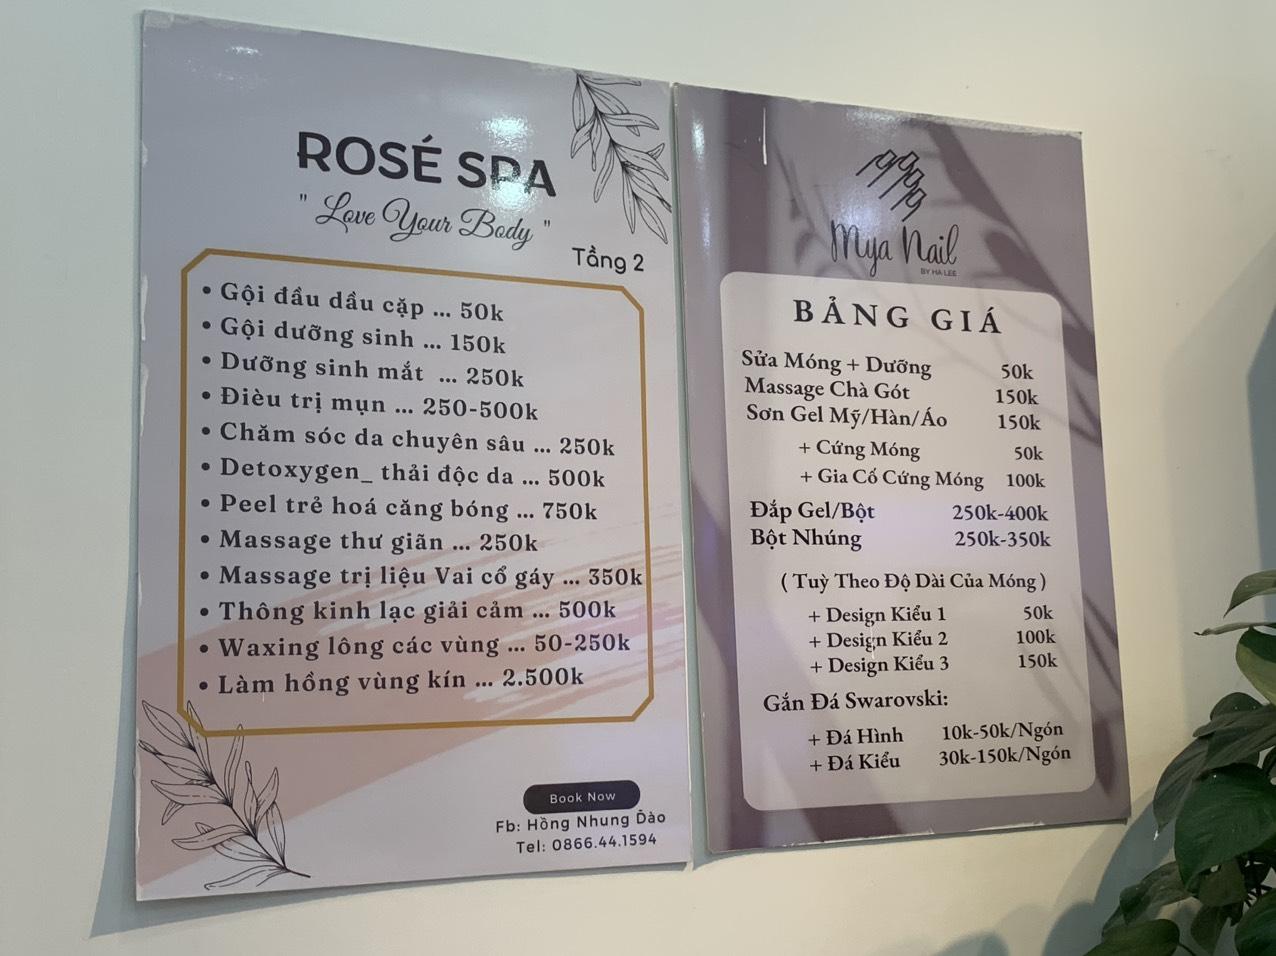 ROSÉ SPA
" Love Your Body "
Tầng 2
• Gội đầu dầu cặp ... 50k
• Gội dưỡng sinh ... 150k
• Dưỡng sinh mắt ... 250k
• Đièu trị mụn ... 250-500k
• Chăm sóc da chuyên sâu ... 250k
• Detoxygen_ thải độc da ... 500k
• Peel trẻ hoá căng bóng ... 750k
• Massage thư giãn ... 250k
• Massage trị liệu Vai cổ gáy ... 350k
• Thông kinh lạc giải cảm ... 500k
• Waxing lông các vùng ... 50-250k
• Làm hồng vùng kín ... 2.500k
Book Now
Fb: Hồng Nhung Đào
Tel: 0866.44.1594
Mya Nail
BY HA LEE
BẢNG GIÁ
Sửa Móng + Dưỡng 50k
Massage Chà Gót 150k
Sơn Gel Mỹ/Hàn/Áo 150k
+ Cứng Móng 50k
+ Gia Cố Cứng Móng 100k
Đắp Gel/Bột 250k-400k
Bột Nhúng 250k-350k
( Tuỳ Theo Độ Dài Của Móng )
+ Design Kiểu 1 50k
+ Design Kiểu 2 100k
+ Design Kiểu 3 150k
Gắn Đá Swarovski:
+ Đá Hình 10k-50k/Ngón
+ Đá Kiểu 30k-150k/Ngón